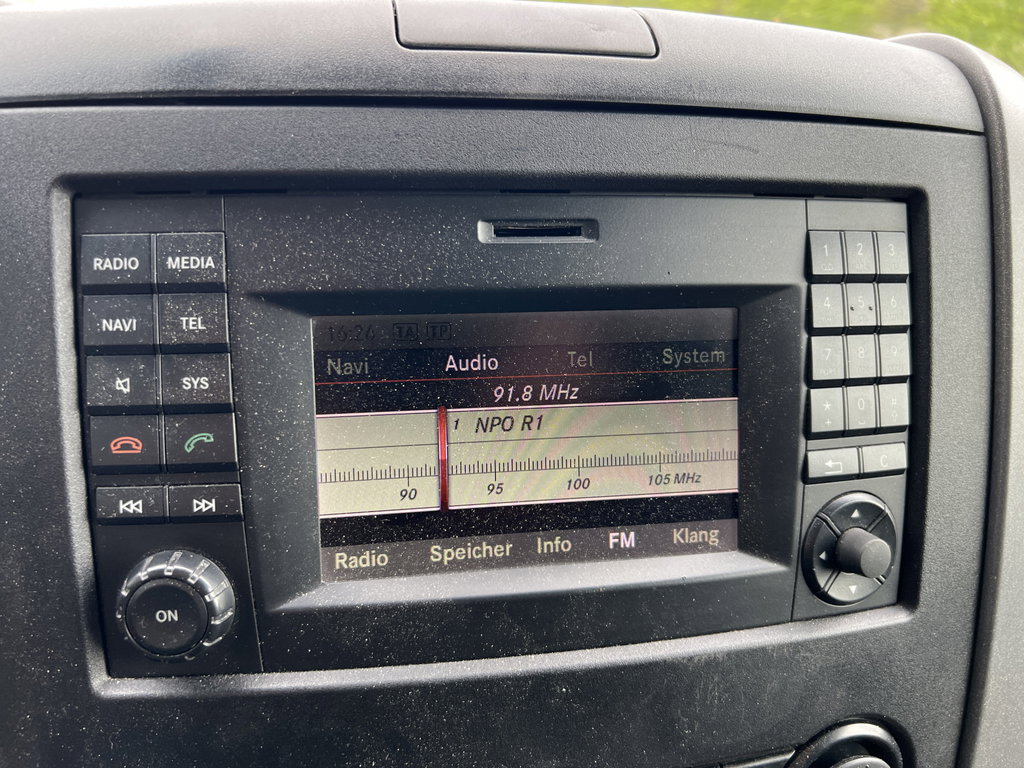 RADIO MEDIA
NAVI TEL
SYS
ON
16:26 TA TP
Navi Audio Tel System
91.8 MHz
1 NPO R1
90 95 100 105 MHz
Radio Speicher Info FM Klang
1 2 3
4 5 6
7 8 9
* 0 #
+
C